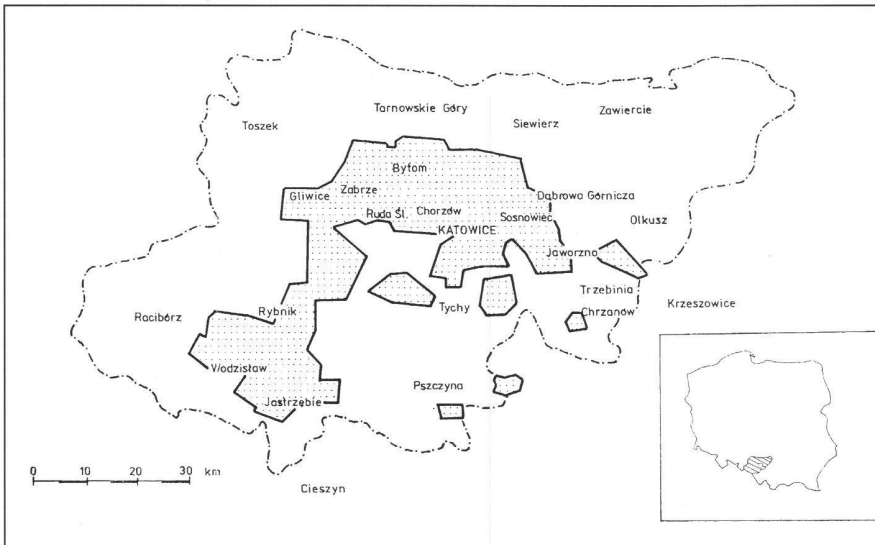 Tarnowskie Góry
Zawiercie
Toszek
Siewierz
Bytom
Zabrze
Gliwice
Dąbrowa Górnicza
Ruda Śl.
Chorzów
Sosnowiec
Olkusz
KATOWICE
Jaworzno
Trzebinia
Racibórz
Rybnik
Tychy
Chrzanów
Krzeszowice
Wodzisław
Pszczyna
Jastrzębie
0 10 20 30 km
Cieszyn